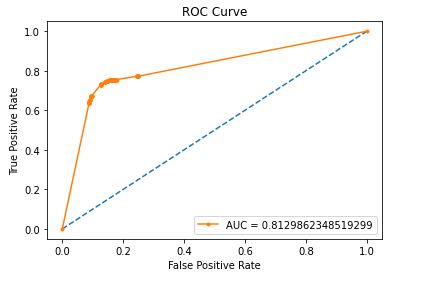 ROC Curve
1.0
0.8
0.6
0.4
0.2
0.0
True Positive Rate
AUC = 0.8129862348519299
0.0 0.2 0.4 0.6 0.8 1.0
False Positive Rate